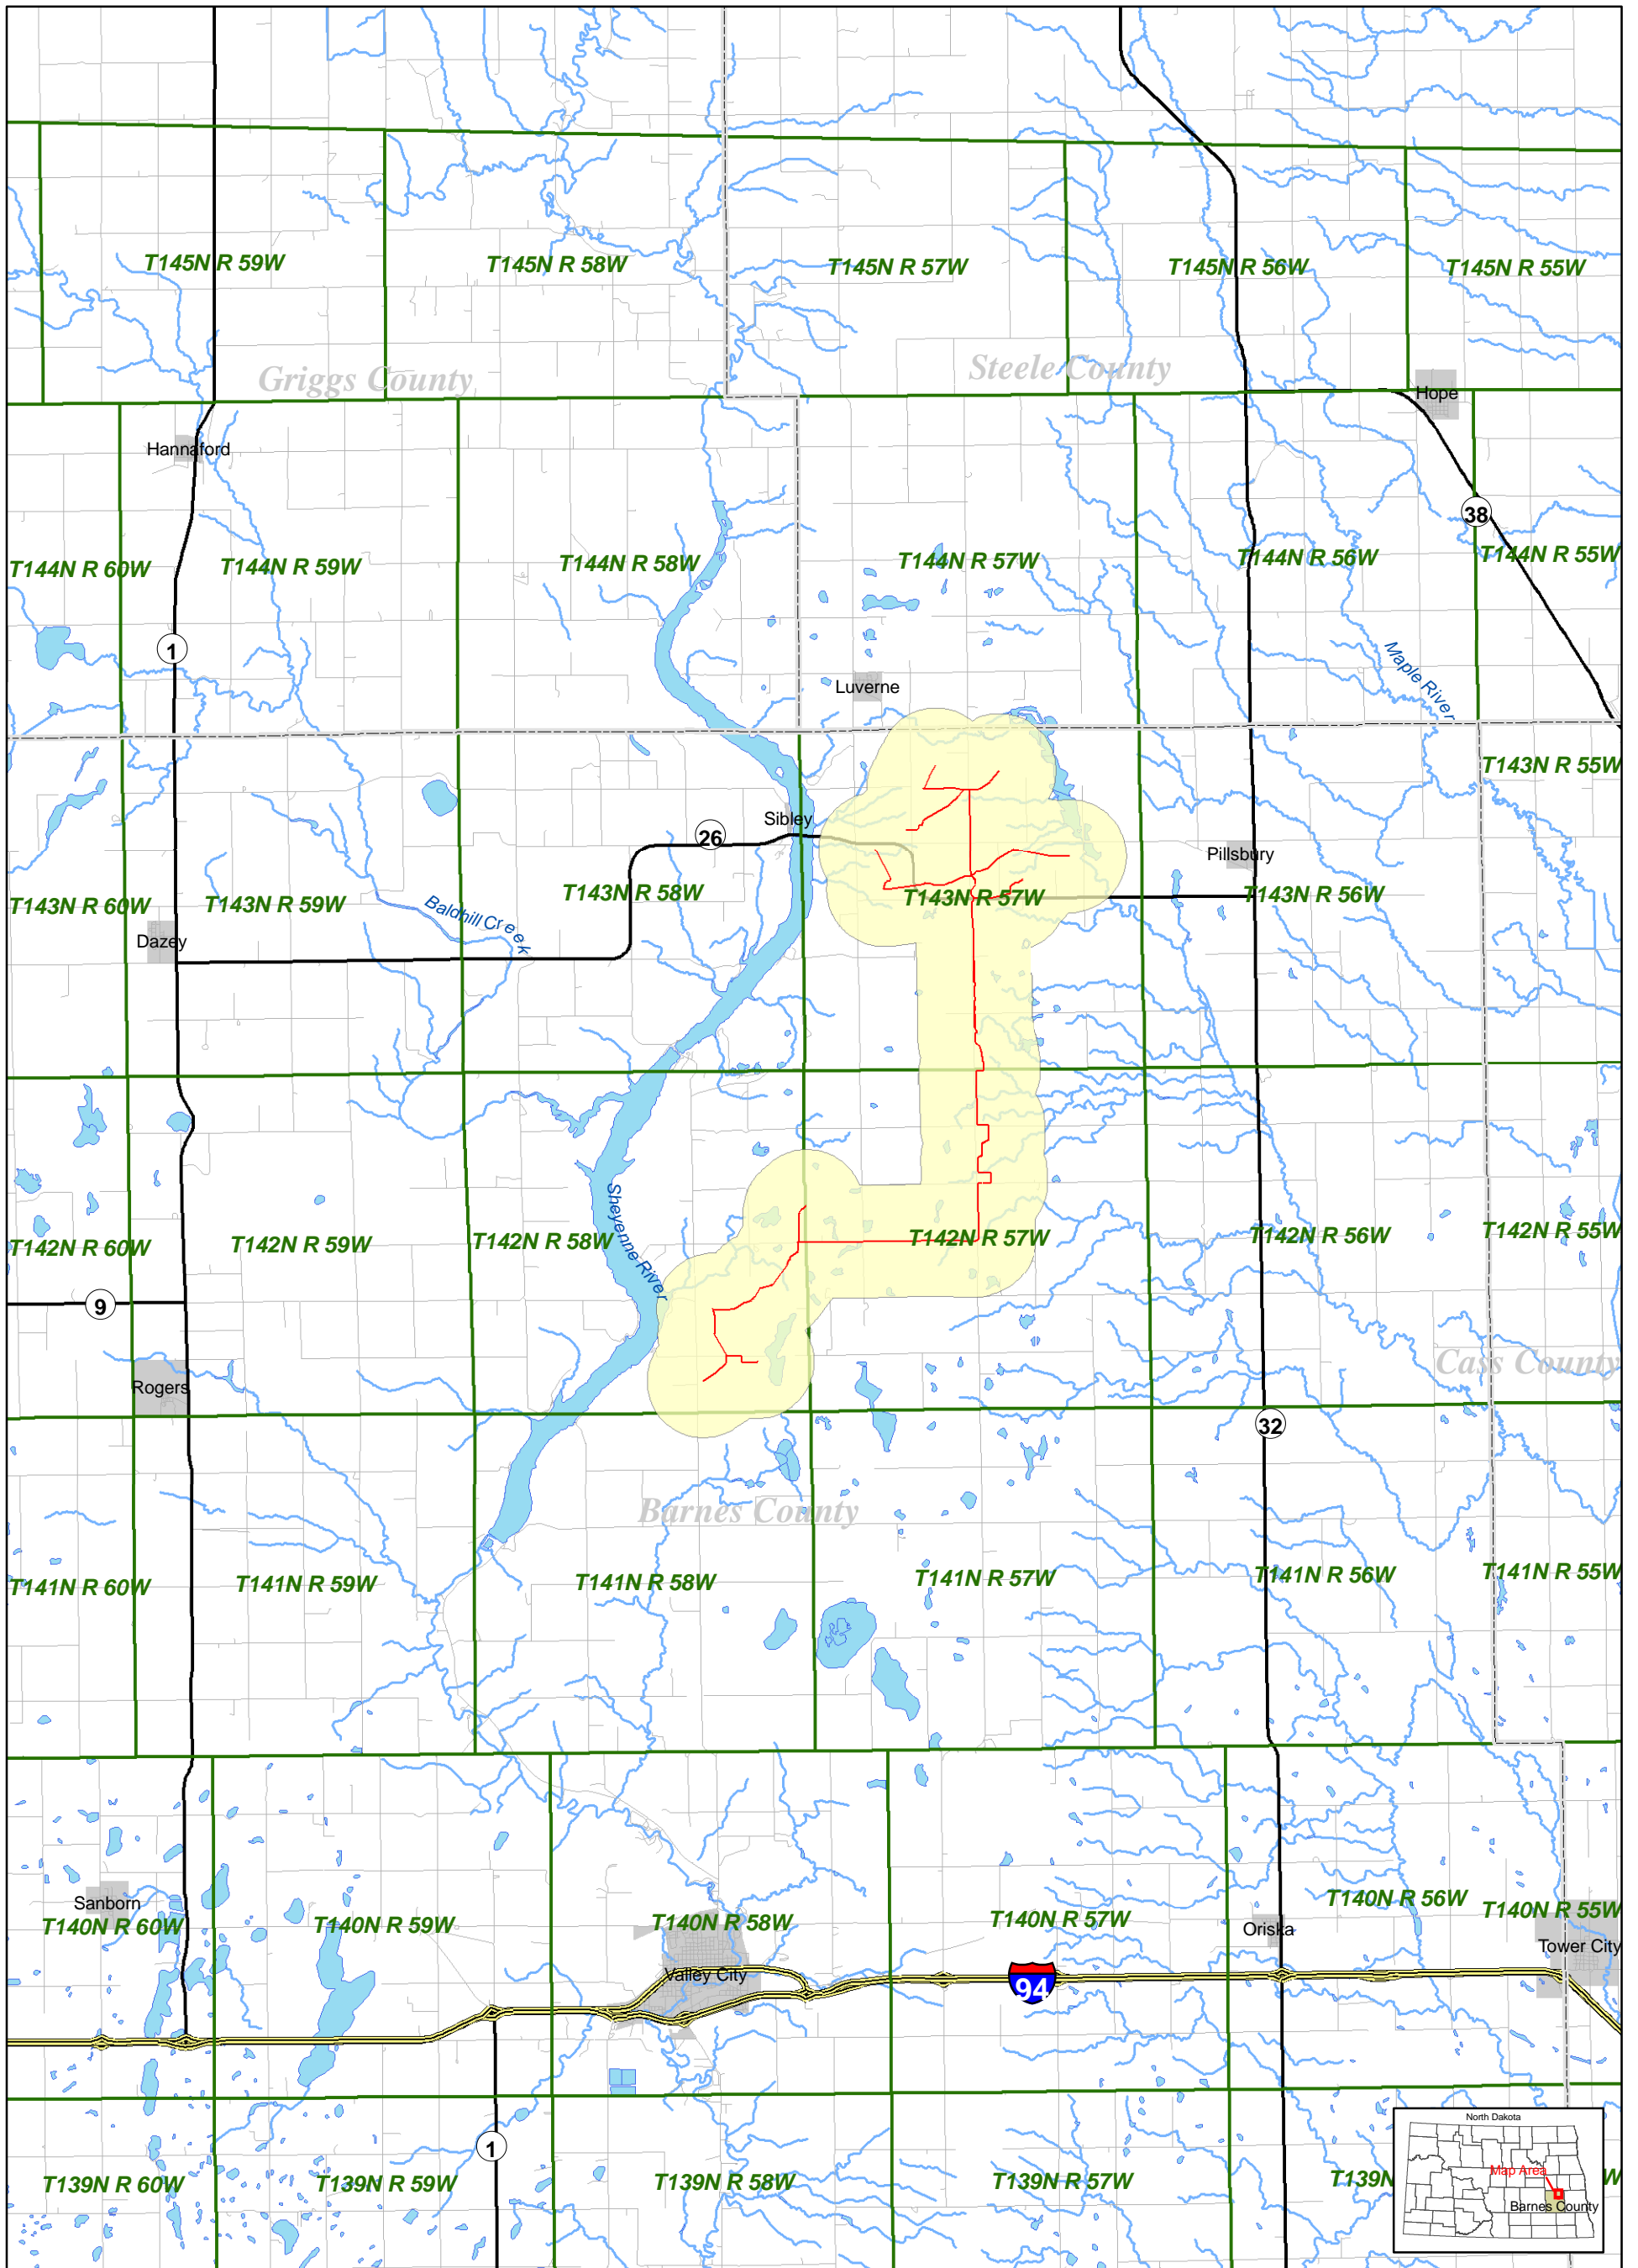 T145N R 59W
T145N R 58W
T145N R 57W
T145N R 56W
T145N R 55W
Griggs County
Steele County
Hope
Hannaford
38
T144N R 60W
T144N R 59W
T144N R 58W
T144N R 57W
T144N R 56W
T144N R 55W
1
Maple River
Luverne
T143N R 55W
Sibley
26
Pillsbury
T143N R 60W
T143N R 59W
T143N R 58W
T143N R 57W
T143N R 56W
Baldhill Creek
Dazey
Sheyenne River
T142N R 60W
T142N R 59W
T142N R 58W
T142N R 57W
T142N R 56W
T142N R 55W
9
Rogers
Cass County
32
Barnes County
T141N R 60W
T141N R 59W
T141N R 58W
T141N R 57W
T141N R 56W
T141N R 55W
Sanborn
T140N R 60W
T140N R 59W
T140N R 58W
T140N R 57W
T140N R 56W
T140N R 55W
Oriska
Tower City
Valley City
94
1
T139N R 60W
T139N R 59W
T139N R 58W
T139N R 57W
T139N
W
North Dakota
Map Area
Barnes County